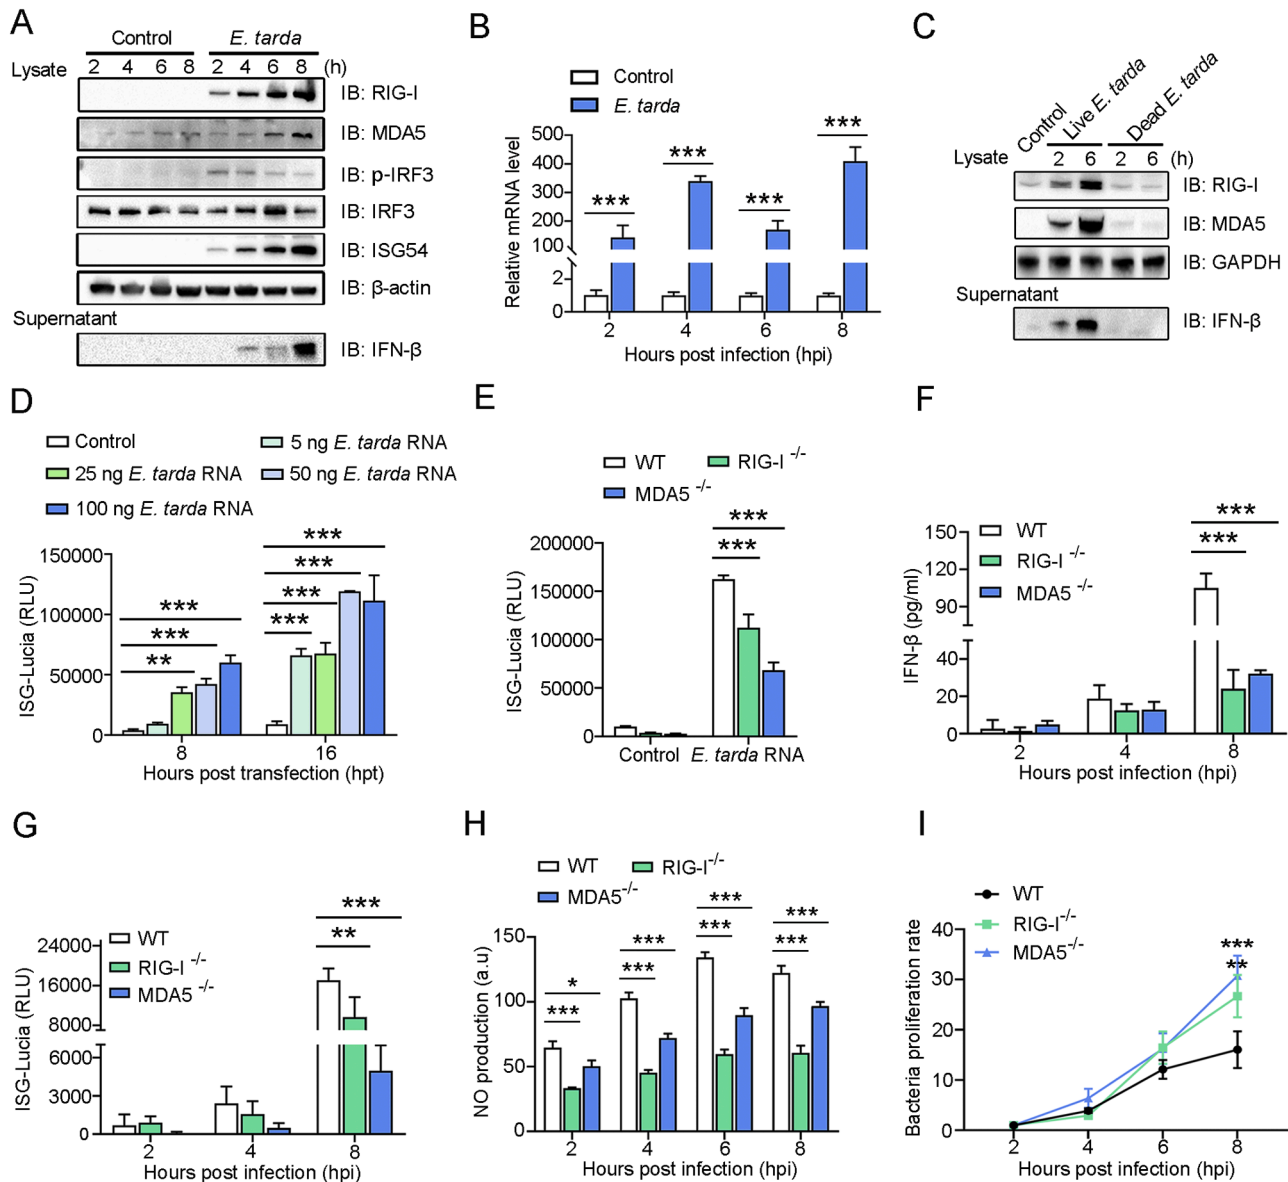 A
Control E. tarda
Lysate 2 4 6 8 2 4 6 8 (h)
IB: RIG-I
IB: MDA5
IB: p-IRF3
IB: IRF3
IB: ISG54
IB: β-actin
Supernatant
IB: IFN-β
B
Control
E. tarda
Relative mRNA level
500
400
300
200
100
2
0
*** *** *** ***
2 4 6 8
Hours post infection (hpi)
C
Control Live E. tarda Dead E. tarda
Lysate 2 6 2 6 (h)
IB: RIG-I
IB: MDA5
IB: GAPDH
Supernatant
IB: IFN-β
D
Control 5 ng E. tarda RNA
25 ng E. tarda RNA 50 ng E. tarda RNA
100 ng E. tarda RNA
ISG-Lucia (RLU)
150000
100000
50000
0
***
***
**
***
***
***
***
8 16
Hours post transfection (hpt)
E
WT RIG-I -/-
MDA5 -/-
ISG-Lucia (RLU)
200000
150000
100000
50000
0
***
***
Control E. tarda RNA
F
WT
RIG-I -/-
MDA5 -/-
IFN-β (pg/ml)
150
120
90
40
20
0
***
***
2 4 8
Hours post infection (hpi)
G
WT
RIG-I -/-
MDA5 -/-
ISG-Lucia (RLU)
24000
16000
8000
6000
3000
0
***
**
2 4 8
Hours post infection (hpi)
H
WT RIG-I-/-
MDA5-/-
NO production (a.u)
150
100
50
0
*
***
***
***
***
***
***
***
2 4 6 8
Hours post infection (hpi)
I
WT
RIG-I-/-
MDA5-/-
Bacteria proliferation rate
40
30
20
10
0
***
**
2 4 6 8
Hours post infection (hpi)